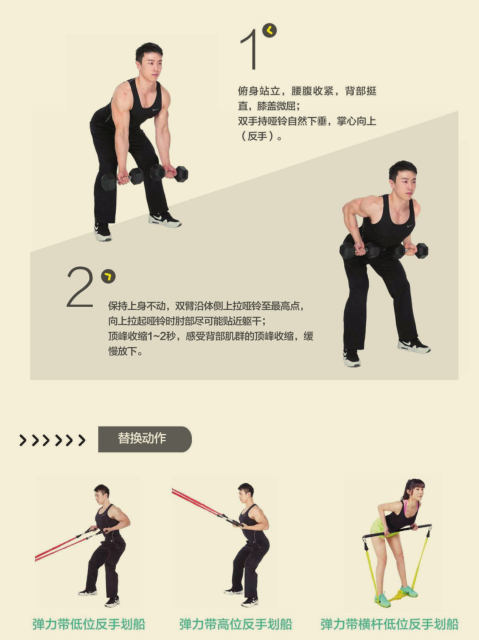 1
俯身站立，腰腹收紧，背部挺
直，膝盖微屈；
双手持哑铃自然下垂，掌心向上
（反手）。
2
保持上身不动，双臂沿体侧上拉哑铃至最高点，
向上拉起哑铃时肘部尽可能贴近躯干；
顶峰收缩1~2秒，感受背部肌群的顶峰收缩，缓
慢放下。
替换动作
弹力带低位反手划船
弹力带高位反手划船
弹力带横杆低位反手划船